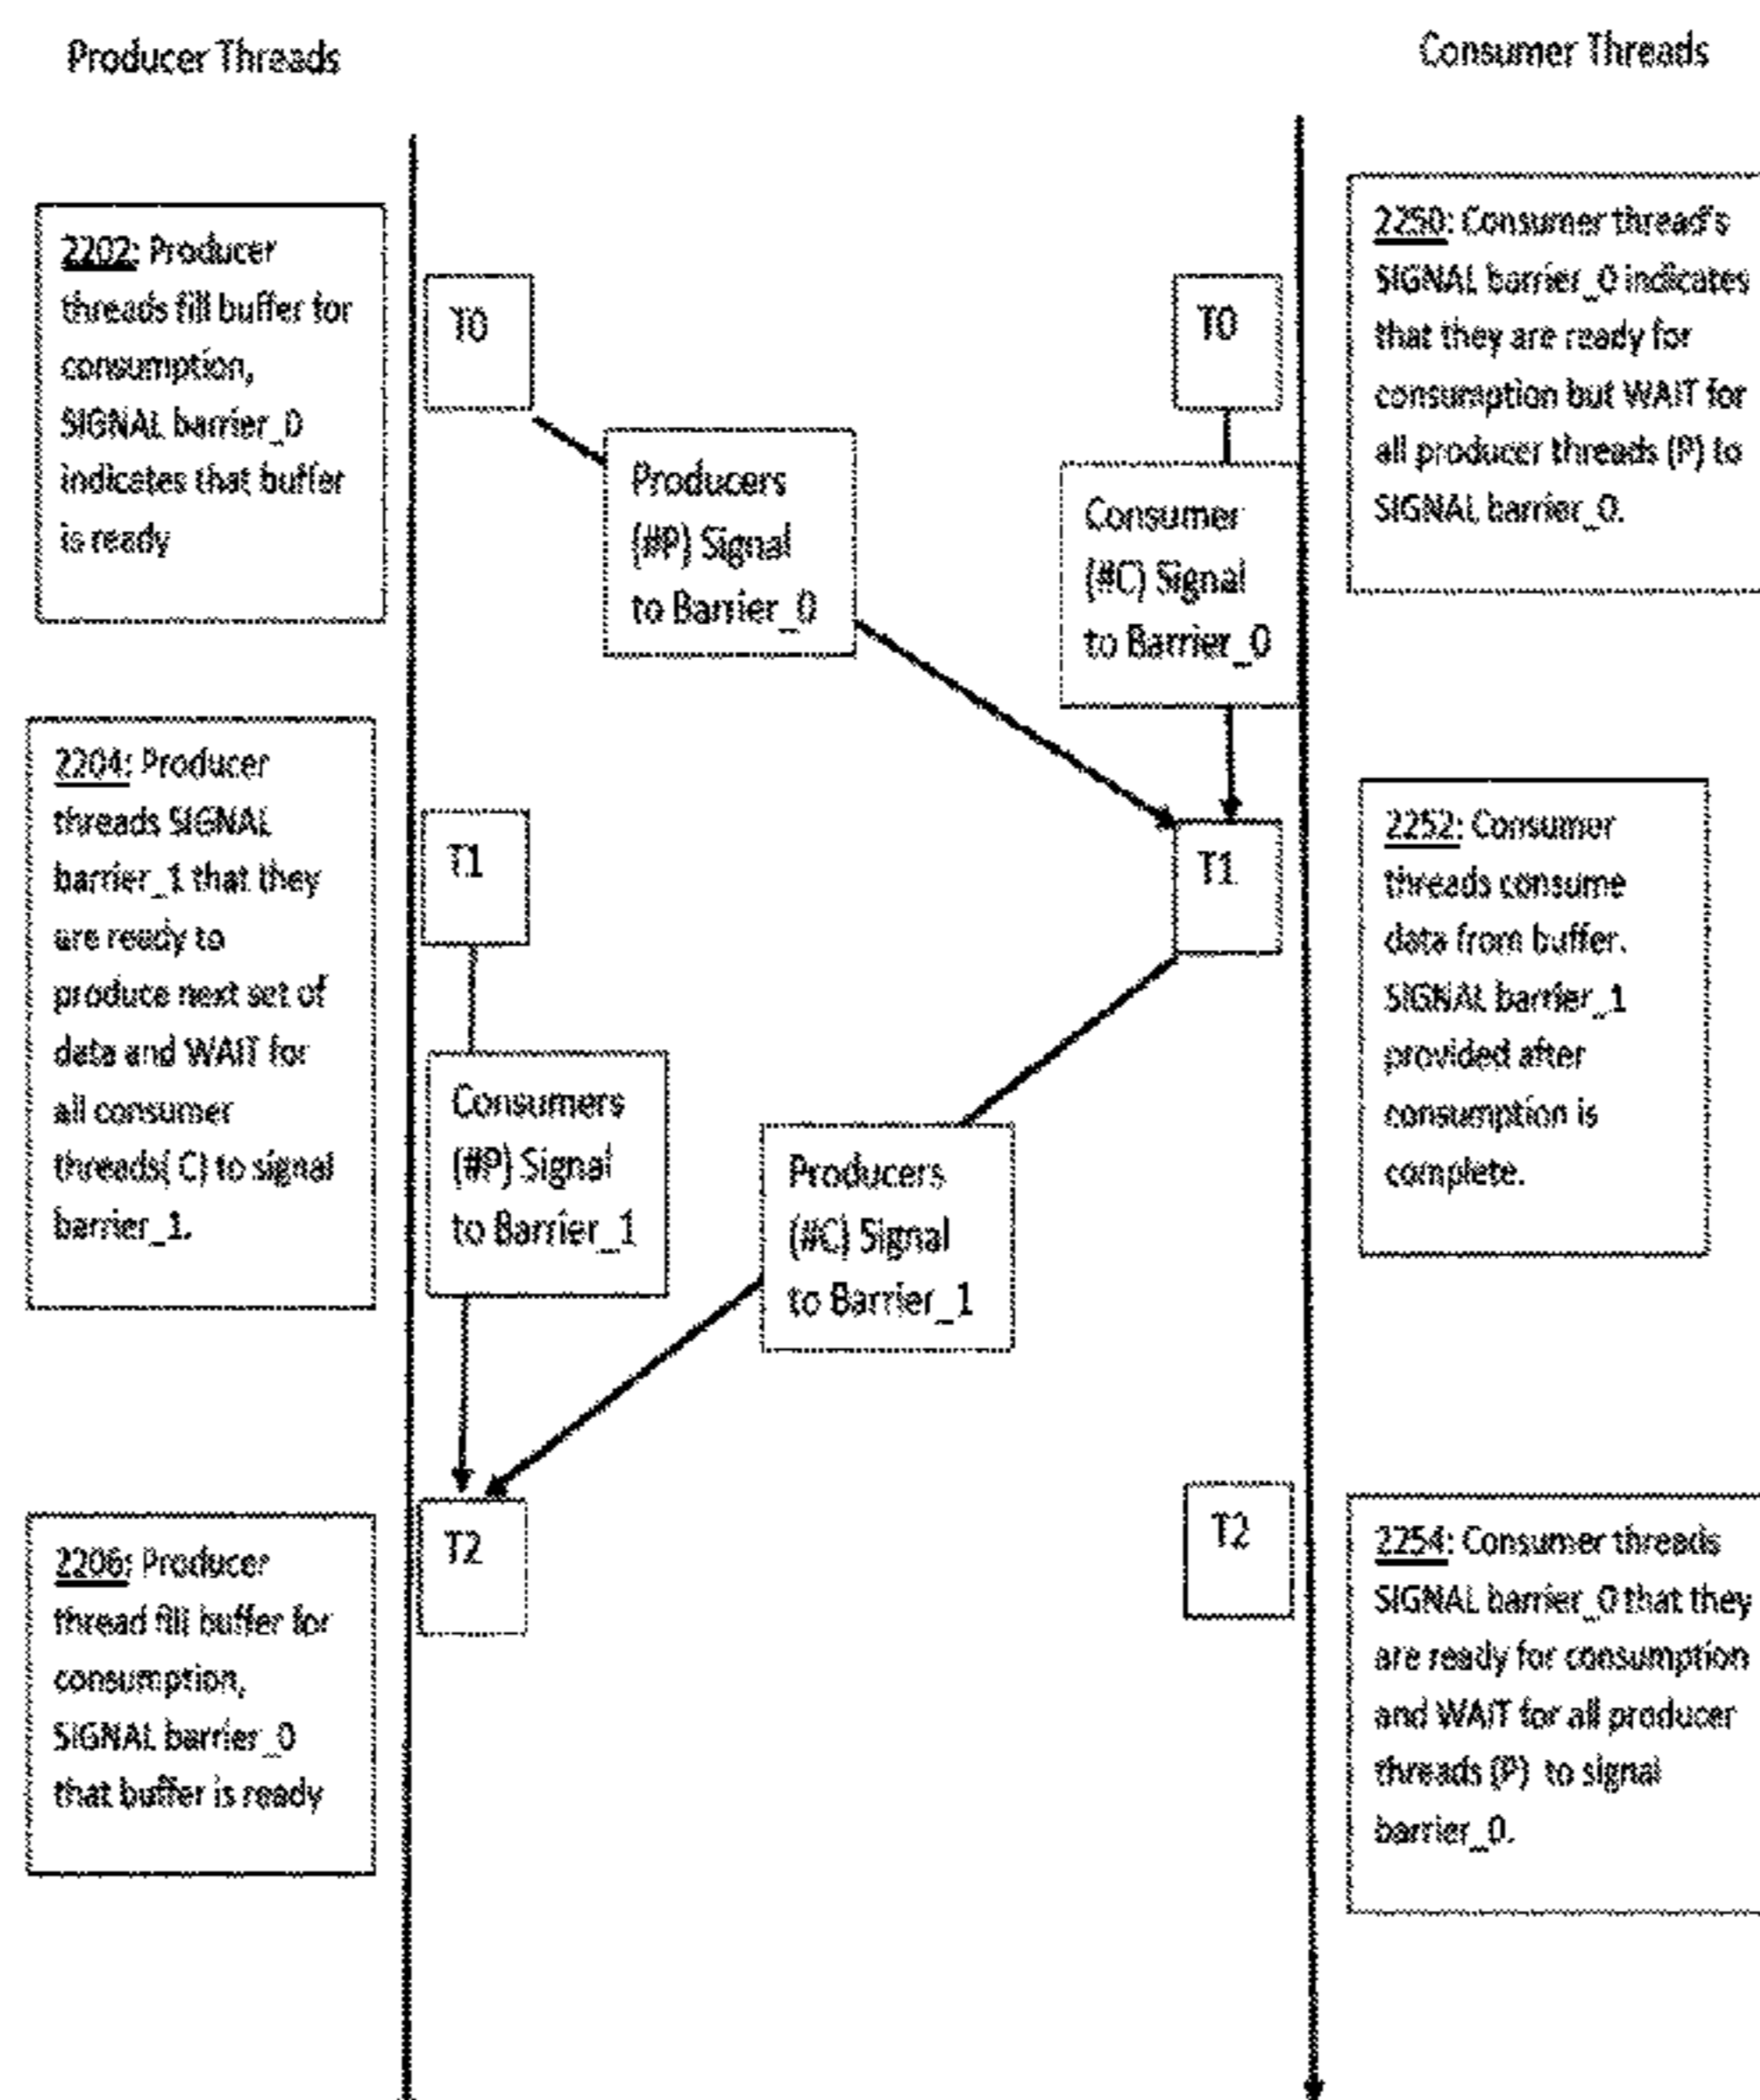 Producer Threads
Consumer Threads
2202: Producer
threads fill buffer for
consumption,
SIGNAL barrier_0
indicates that buffer
is ready
T0
Producers
(#P) Signal
to Barrier_0
T0
Consumer
(#C) Signal
to Barrier_0
2250: Consumer thread's
SIGNAL barrier_0 indicates
that they are ready for
consumption but WAIT for
all producer threads (P) to
SIGNAL barrier_0.
2204: Producer
threads SIGNAL
barrier_1 that they
are ready to
produce next set of
data and WAIT for
all consumer
threads( C) to signal
barrier_1.
T1
Consumers
(#P) Signal
to Barrier_1
Producers
(#C) Signal
to Barrier_1
T1
2252: Consumer
threads consume
data from buffer.
SIGNAL barrier_1
provided after
consumption is
complete.
2206: Producer
thread fill buffer for
consumption,
SIGNAL barrier_0
that buffer is ready
T2
T2
2254: Consumer threads
SIGNAL barrier_0 that they
are ready for consumption
and WAIT for all producer
threads (P) to signal
barrier_0.